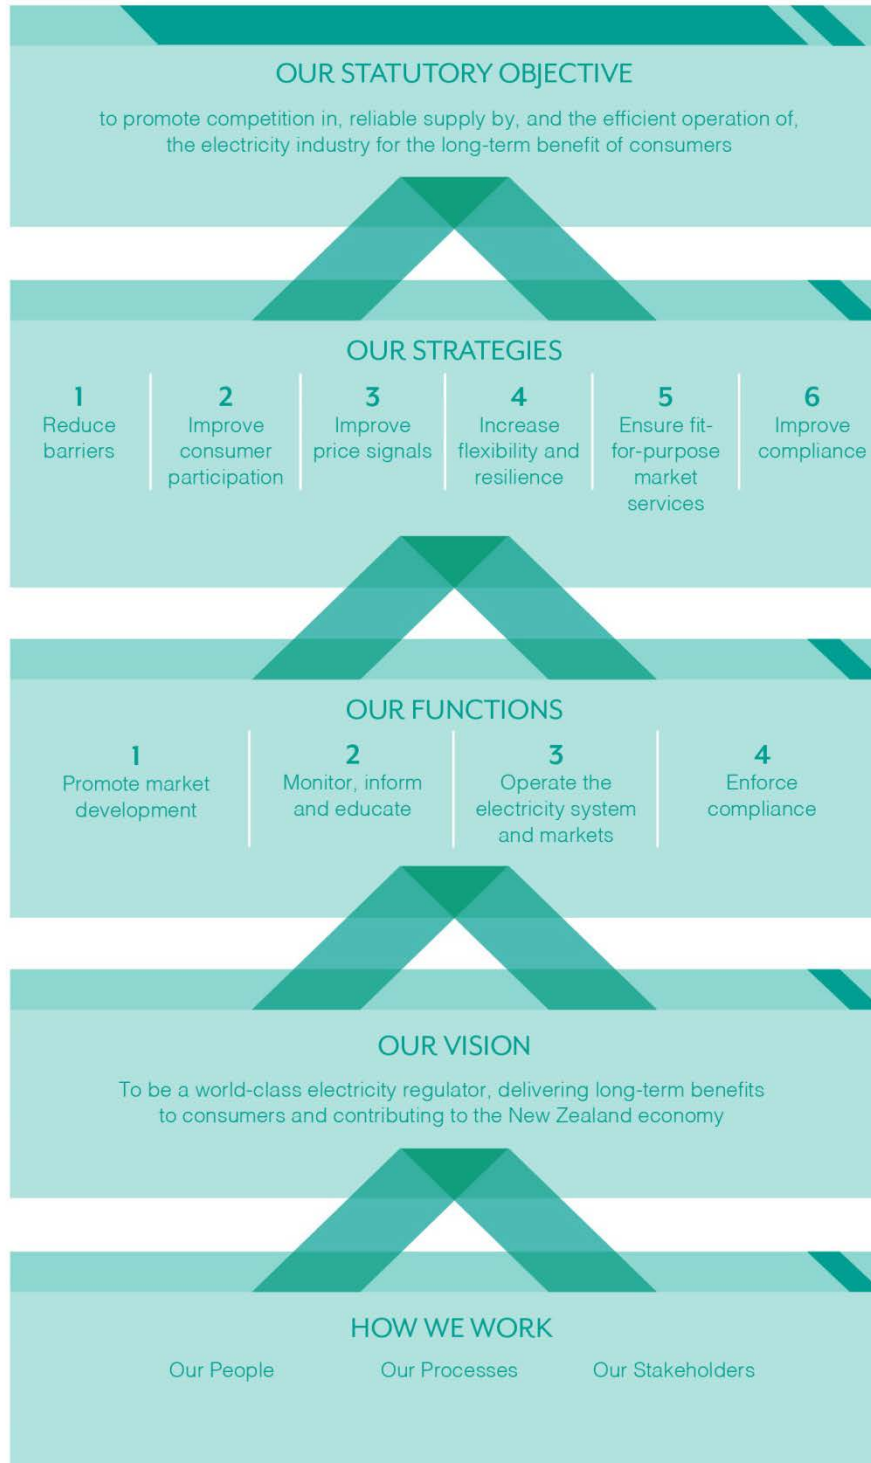 OUR STATUTORY OBJECTIVE
to promote competition in, reliable supply by, and the efficient operation of,
the electricity industry for the long-term benefit of consumers
OUR STRATEGIES
1
Reduce
barriers
2
Improve
consumer
participation
3
Improve
price signals
4
Increase
flexibility and
resilience
5
Ensure fit-
for-purpose
market
services
6
Improve
compliance
OUR FUNCTIONS
1
Promote market
development
2
Monitor, inform
and educate
3
Operate the
electricity system
and markets
4
Enforce
compliance
OUR VISION
To be a world-class electricity regulator, delivering long-term benefits
to consumers and contributing to the New Zealand economy
HOW WE WORK
Our People
Our Processes
Our Stakeholders